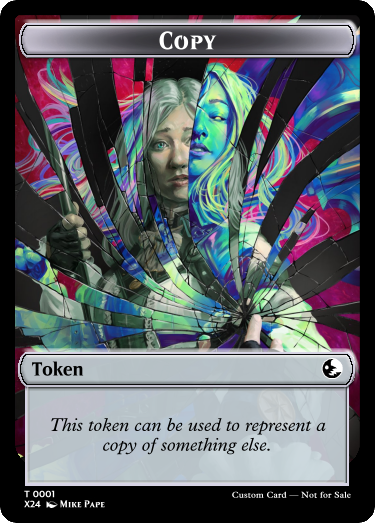 Copy
Token
This token can be used to represent a
copy of something else.
T 0001
X24 Mike Pape
Custom Card — Not for Sale